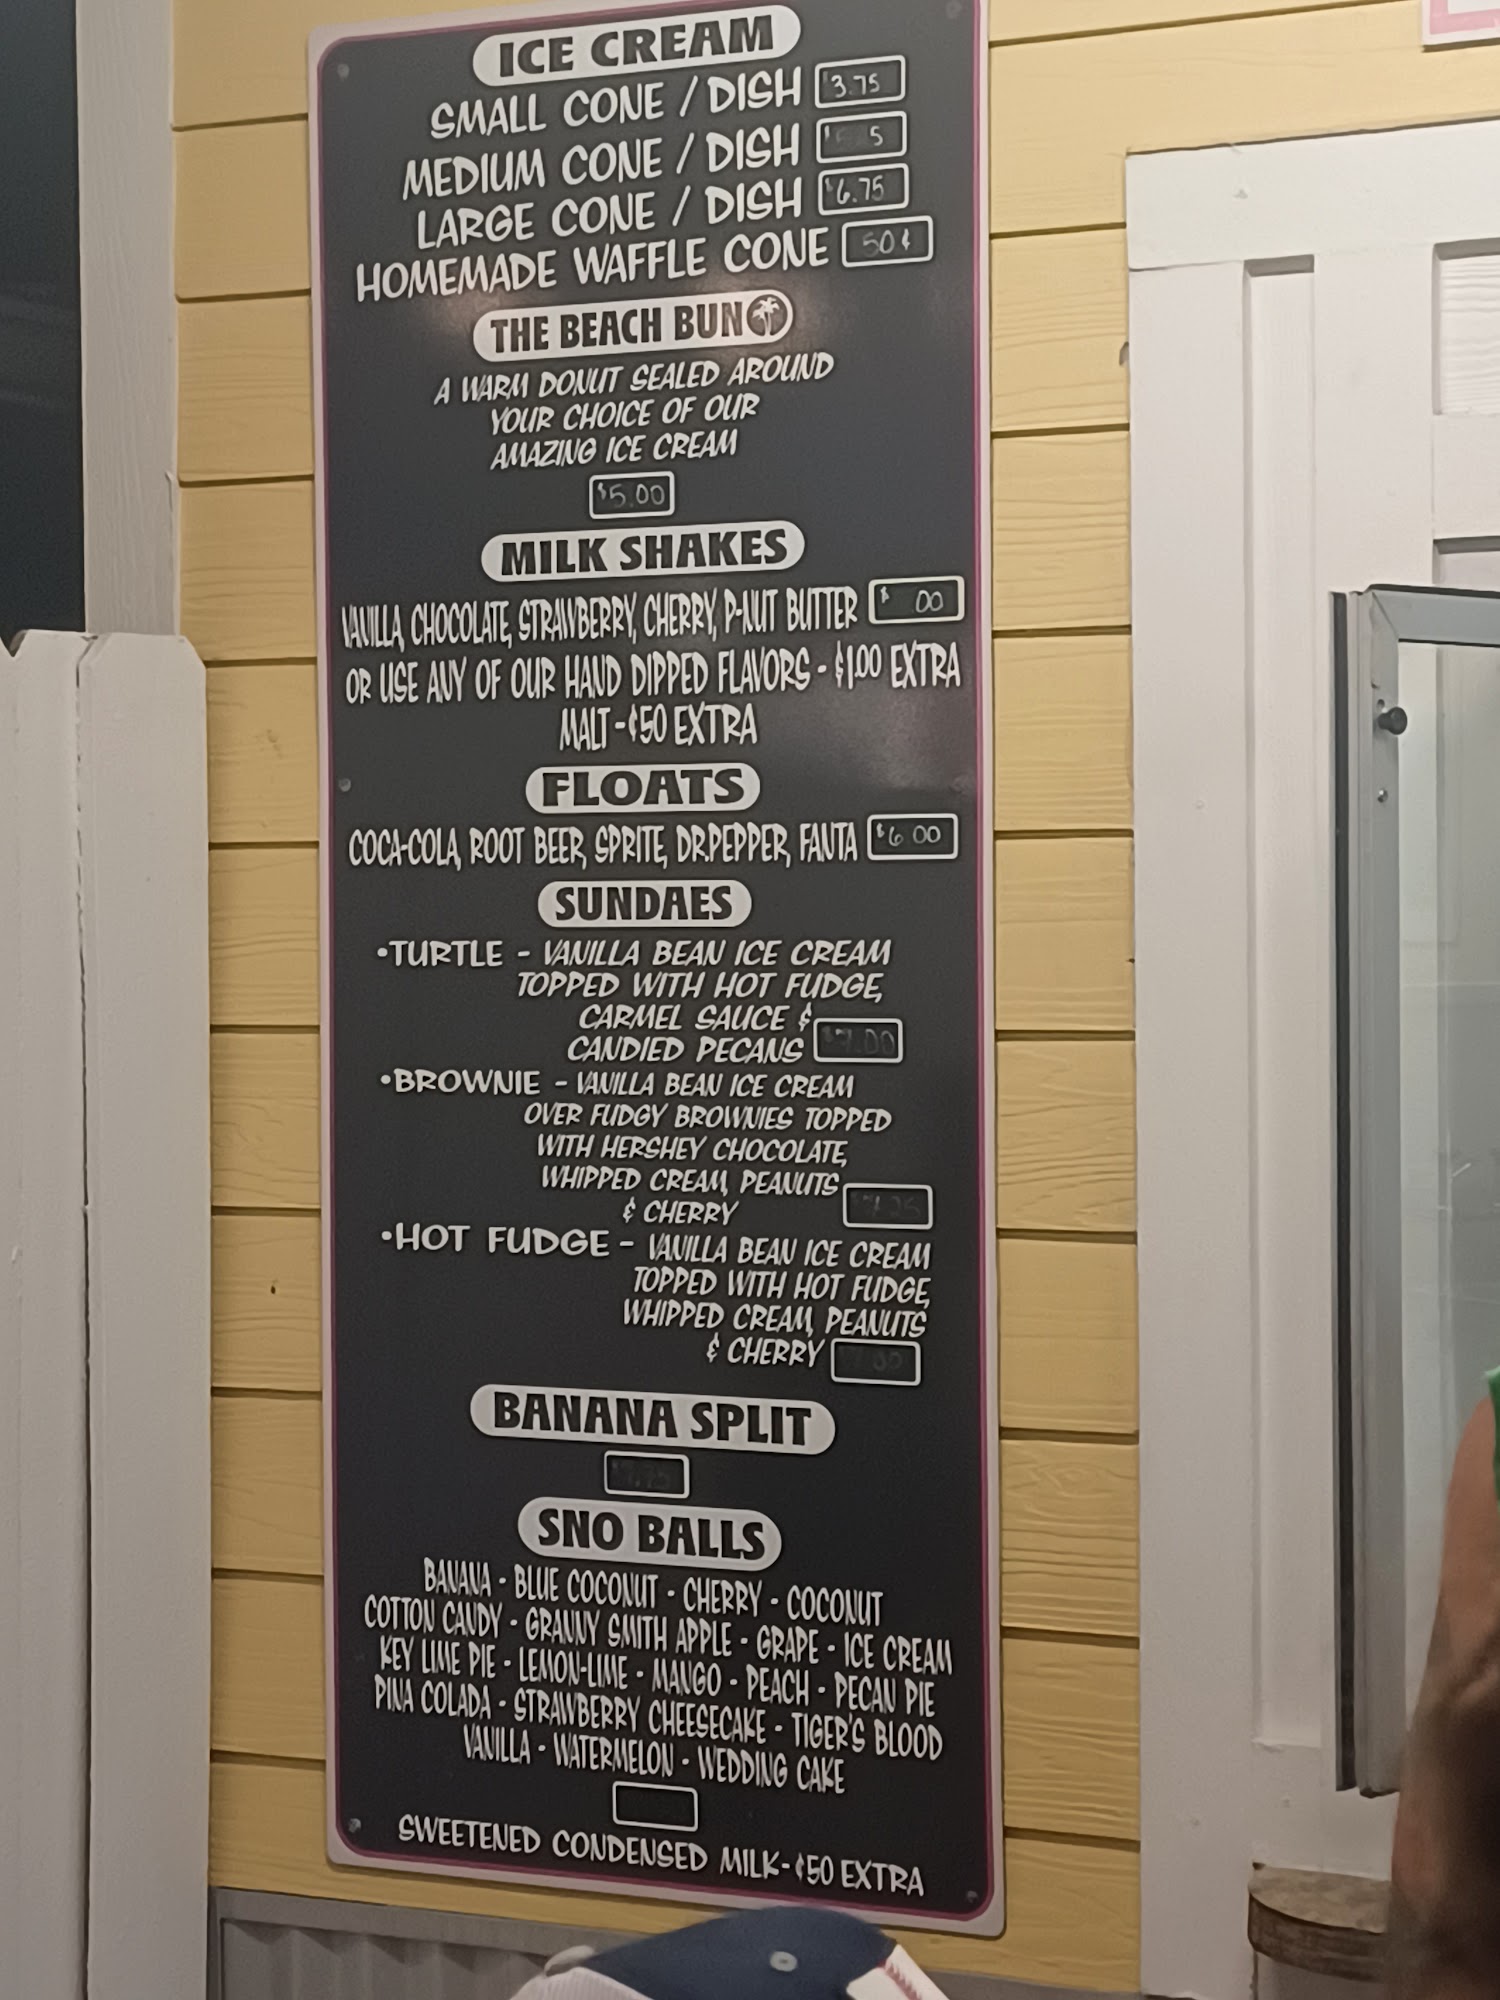 ICE CREAM
SMALL CONE / DISH $3.75
MEDIUM CONE / DISH
LARGE CONE / DISH $6.75
HOMEMADE WAFFLE CONE 50¢
THE BEACH BUN
A WARM DONUT SEALED AROUND
YOUR CHOICE OF OUR
AMAZING ICE CREAM
$5.00
MILK SHAKES
VANILLA, CHOCOLATE, STRAWBERRY, CHERRY, P-NUT BUTTER
OR USE ANY OF OUR HAND DIPPED FLAVORS - $1.00 EXTRA
MALT - ¢50 EXTRA
FLOATS
COCA-COLA, ROOT BEER, SPRITE, DR.PEPPER, FANTA $6.00
SUNDAES
•TURTLE - VANILLA BEAN ICE CREAM
TOPPED WITH HOT FUDGE,
CARMEL SAUCE &
CANDIED PECANS $7.00
•BROWNIE - VANILLA BEAN ICE CREAM
OVER FUDGY BROWNIES TOPPED
WITH HERSHEY CHOCOLATE,
WHIPPED CREAM, PEANUTS
& CHERRY
•HOT FUDGE - VANILLA BEAN ICE CREAM
TOPPED WITH HOT FUDGE,
WHIPPED CREAM, PEANUTS
& CHERRY
BANANA SPLIT
SNO BALLS
BANANA - BLUE COCONUT - CHERRY - COCONUT
COTTON CANDY - GRANNY SMITH APPLE - GRAPE - ICE CREAM
KEY LIME PIE - LEMON-LIME - MANGO - PEACH - PECAN PIE
PINA COLADA - STRAWBERRY CHEESECAKE - TIGER'S BLOOD
VANILLA - WATERMELON - WEDDING CAKE
SWEETENED CONDENSED MILK- ¢50 EXTRA